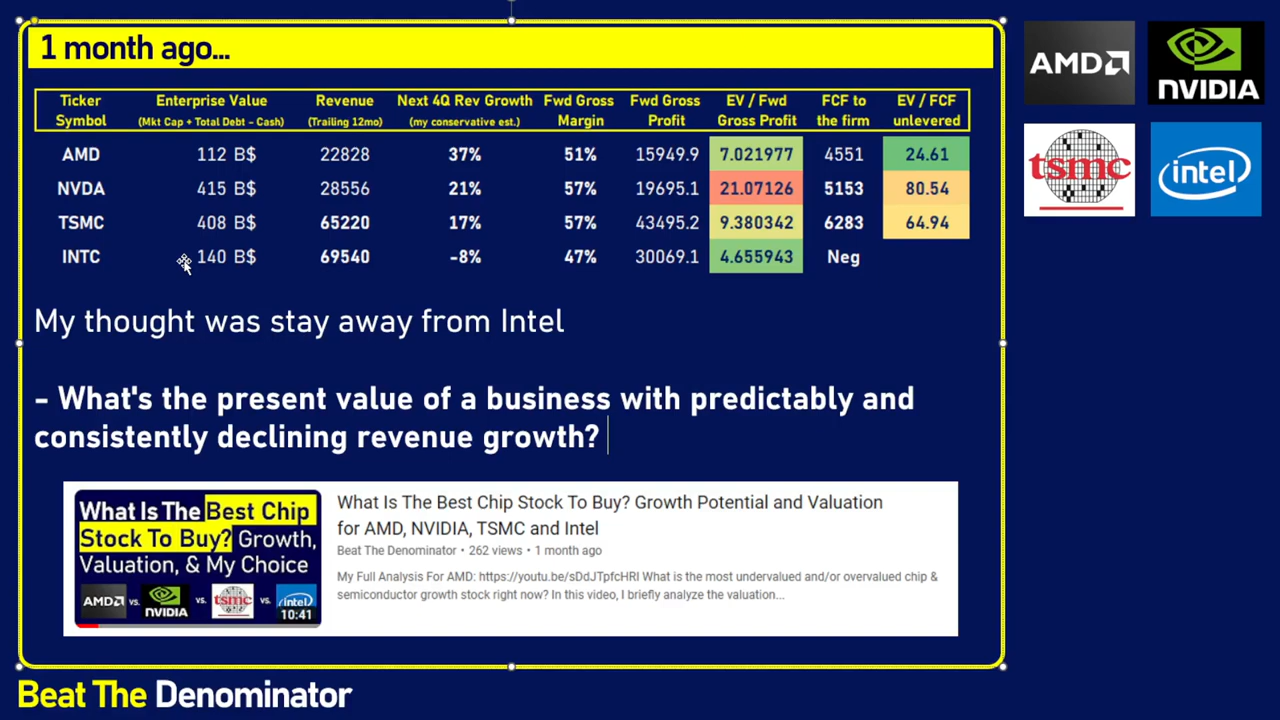 1 month ago...
AMD
NVIDIA
Ticker Symbol Enterprise Value (Mkt Cap + Total Debt - Cash) Revenue (Trailing 12mo) Next 4Q Rev Growth (my conservative est.) Fwd Gross Margin Fwd Gross Profit EV / Fwd Gross Profit FCF to the firm EV / FCF unlevered
AMD 112 B$ 22828 37% 51% 15949.9 7.021977 4551 24.61
NVDA 415 B$ 28556 21% 57% 19695.1 21.07126 5153 80.54
TSMC 408 B$ 65220 17% 57% 43495.2 9.380342 6283 64.94
INTC 140 B$ 69540 -8% 47% 30069.1 4.655943 Neg
tsmc
intel
My thought was stay away from Intel
- What's the present value of a business with predictably and
consistently declining revenue growth?
What Is The Best Chip
Stock To Buy? Growth,
Valuation, & My Choice
AMD vs. NVIDIA vs. tsmc vs. intel
10:41
What Is The Best Chip Stock To Buy? Growth Potential and Valuation
for AMD, NVIDIA, TSMC and Intel
Beat The Denominator • 262 views • 1 month ago
My Full Analysis For AMD: https://youtu.be/sDdJTpfcHRI What is the most undervalued and/or overvalued chip &
semiconductor growth stock right now? In this video, I briefly analyze the valuation...
Beat The Denominator